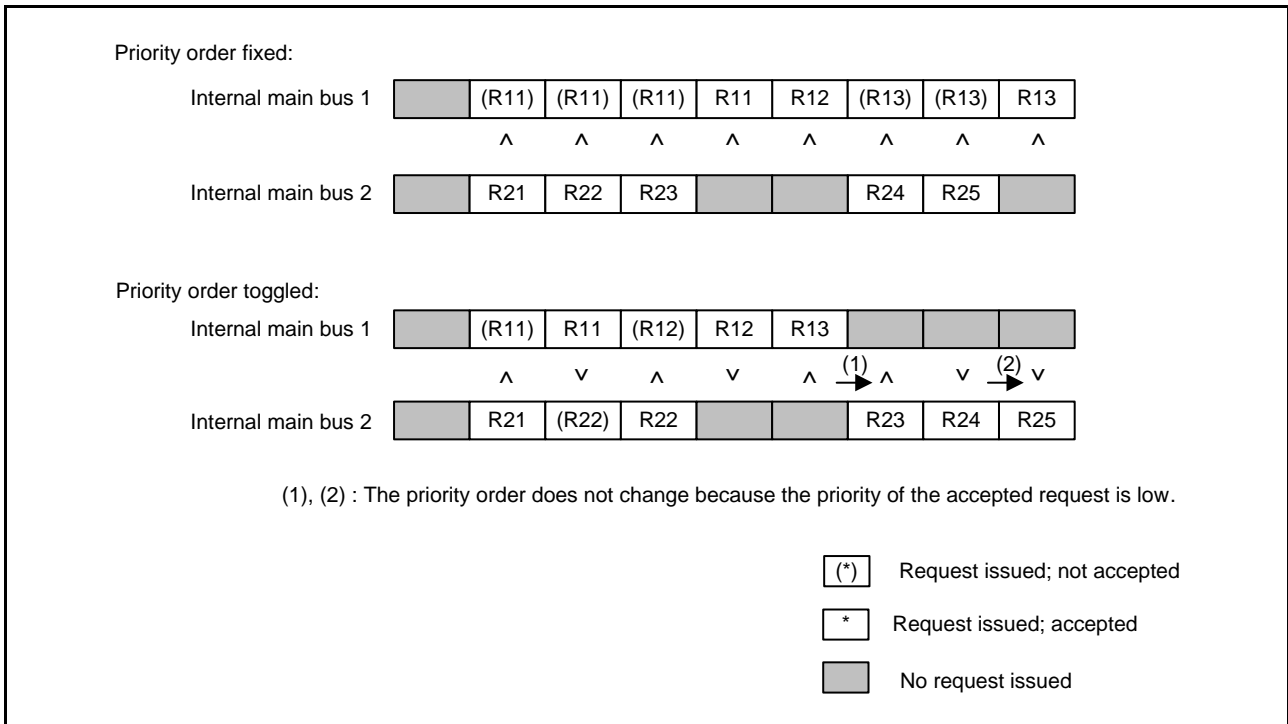 Priority order fixed:
Internal main bus 1 (R11) (R11) (R11) R11 R12 (R13) (R13) R13
^ ^ ^ ^ ^ ^ ^ ^
Internal main bus 2 R21 R22 R23 R24 R25
Priority order toggled:
Internal main bus 1 (R11) R11 (R12) R12 R13
^ v ^ v ^ (1) ^ v (2) v
Internal main bus 2 R21 (R22) R22 R23 R24 R25
(1), (2) : The priority order does not change because the priority of the accepted request is low.
(*) Request issued; not accepted
* Request issued; accepted
No request issued